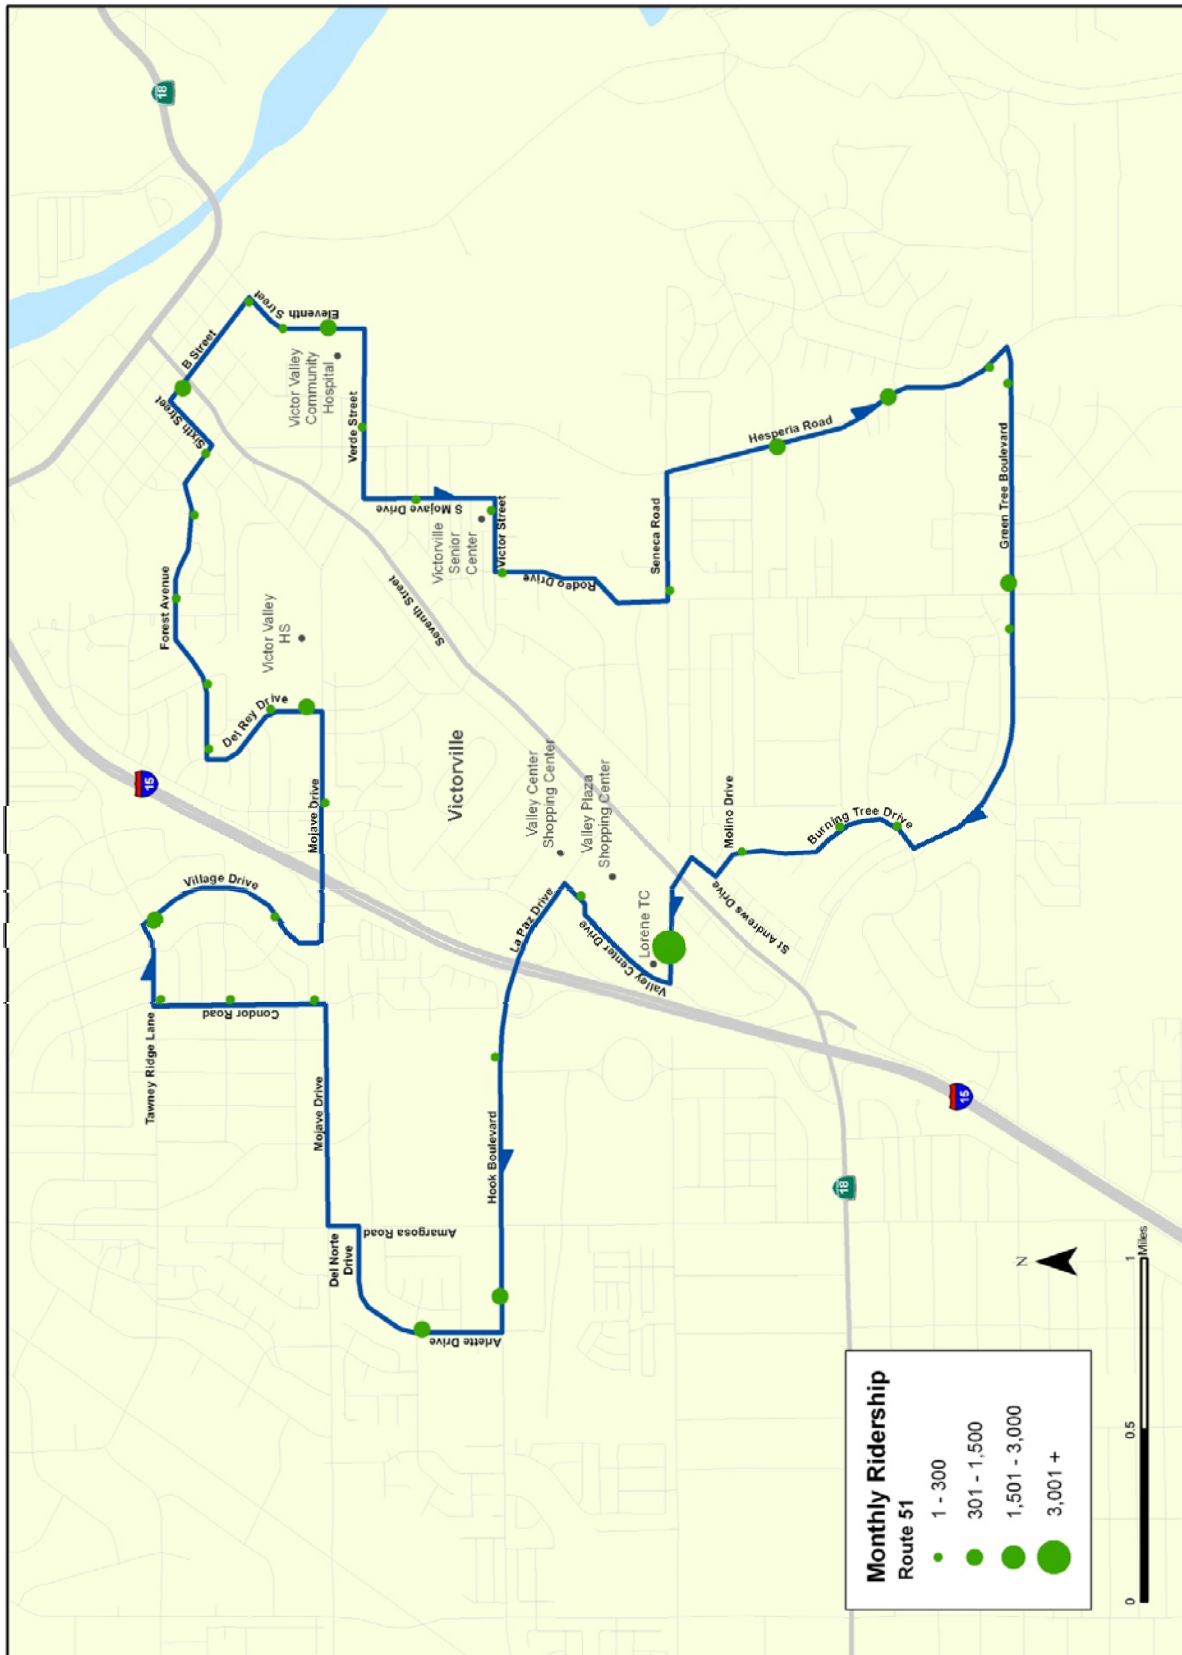 18
B Street
Sixth Street
Eleventh Street
Victor Valley
Community
Hospital
Verde Street
Forest Avenue
Victor Valley
HS
Del Rey Drive
15
Mojave Drive
Village Drive
Tawney Ridge Lane
Condor Road
Mojave Drive
Del Norte
Drive
Amargosa Road
Arlette Drive
Hook Boulevard
La Paz Drive
Valley Center Drive
Lorene TC
Victorville
Valley Center
Shopping Center
Valley Plaza
Shopping Center
Seventh Street
S Mojave Drive
Victorville
Senior
Center
Victor Street
Rodeo Drive
Seneca Road
Hesperia Road
Green Tree Boulevard
Burning Tree Drive
Molino Drive
St Andrews Drive
15
18
N
0
0.5
1
Miles
Monthly Ridership
Route 51
1 - 300
301 - 1,500
1,501 - 3,000
3,001 +